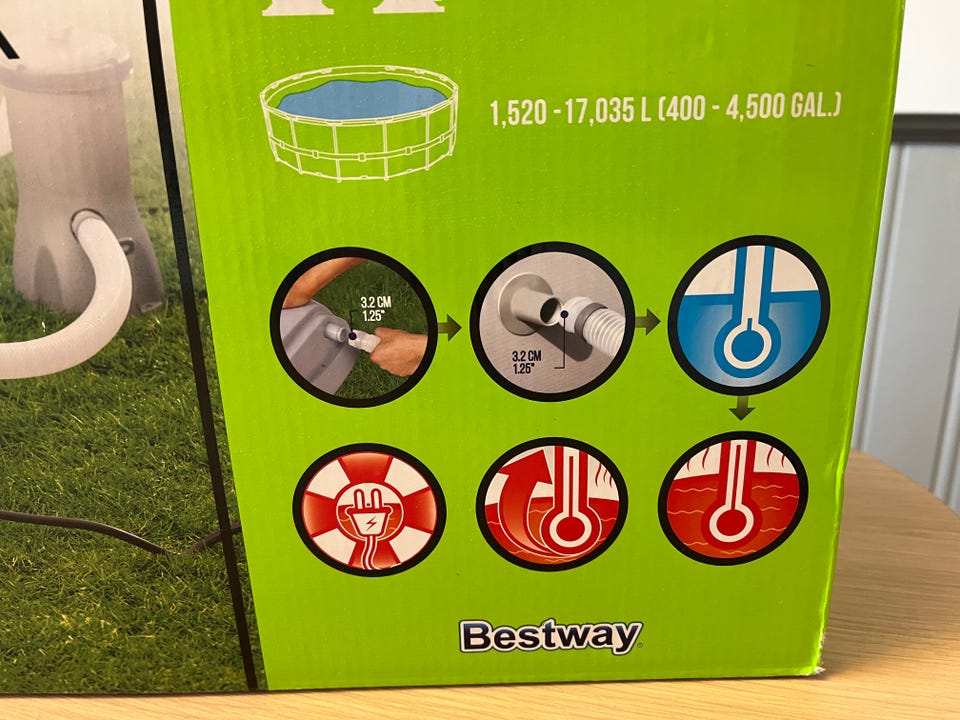 1,520 - 17,035 L (400 - 4,500 GAL.)
3.2 CM
1.25"
3.2 CM
1.25"
Bestway